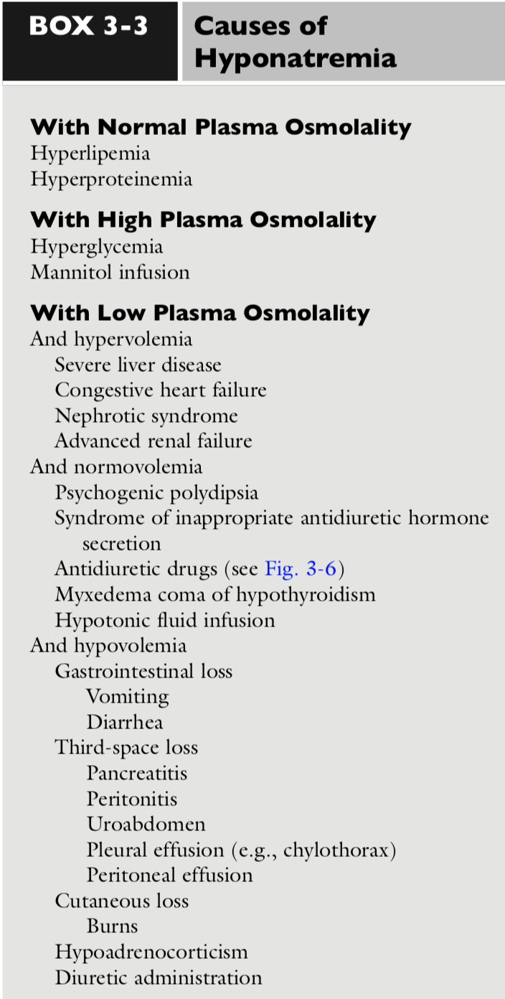 BOX 3-3
Causes of
Hyponatremia
With Normal Plasma Osmolality
Hyperlipemia
Hyperproteinemia
With High Plasma Osmolality
Hyperglycemia
Mannitol infusion
With Low Plasma Osmolality
And hypervolemia
Severe liver disease
Congestive heart failure
Nephrotic syndrome
Advanced renal failure
And normovolemia
Psychogenic polydipsia
Syndrome of inappropriate antidiuretic hormone
secretion
Antidiuretic drugs (see Fig. 3-6)
Myxedema coma of hypothyroidism
Hypotonic fluid infusion
And hypovolemia
Gastrointestinal loss
Vomiting
Diarrhea
Third-space loss
Pancreatitis
Peritonitis
Uroabdomen
Pleural effusion (e.g., chylothorax)
Peritoneal effusion
Cutaneous loss
Burns
Hypoadrenocorticism
Diuretic administration